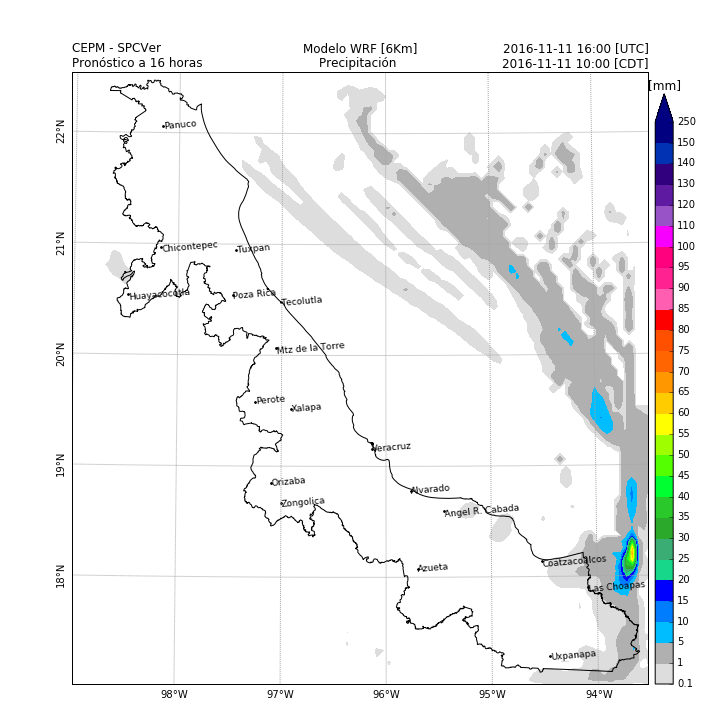 CEPM - SPCVer Modelo WRF [6Km] 2016-11-11 16:00 [UTC]
Pronóstico a 16 horas Precipitación 2016-11-11 10:00 [CDT]
[mm]
250
150
140
130
120
110
100
95
90
85
80
75
70
65
60
55
50
45
40
35
30
25
20
15
10
5
1
0.1
22°N
21°N
20°N
19°N
18°N
Panuco
Chicontepec
Tuxpan
Huayacocotla
Poza Rica
Tecolutla
Mtz de la Torre
Perote
Xalapa
Veracruz
Orizaba
Alvarado
Zongolica
Angel R. Cabada
Azueta
Coatzacoalcos
Las Choapas
Uxpanapa
98°W 97°W 96°W 95°W 94°W